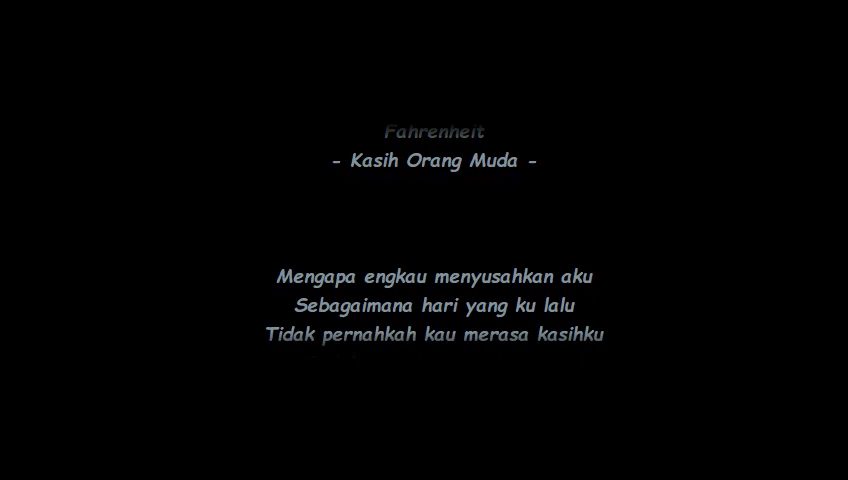 Fahrenheit
- Kasih Orang Muda -
Mengapa engkau menyusahkan aku
Sebagaimana hari yang ku lalu
Tidak pernahkah kau merasa kasihku